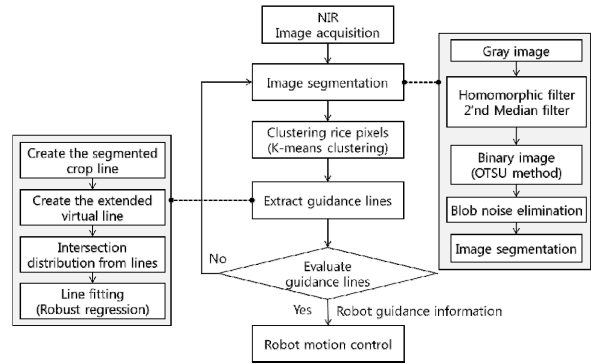 NIR
Image acquisition
Image segmentation
Clustering rice pixels
(K-means clustering)
Extract guidance lines
Evaluate
guidance lines
No
Yes
Robot guidance information
Robot motion control
Create the segmented
crop line
Create the extended
virtual line
Intersection
distribution from lines
Line fitting
(Robust regression)
Gray image
Homomorphic filter
2'nd Median filter
Binary image
(OTSU method)
Blob noise elimination
Image segmentation